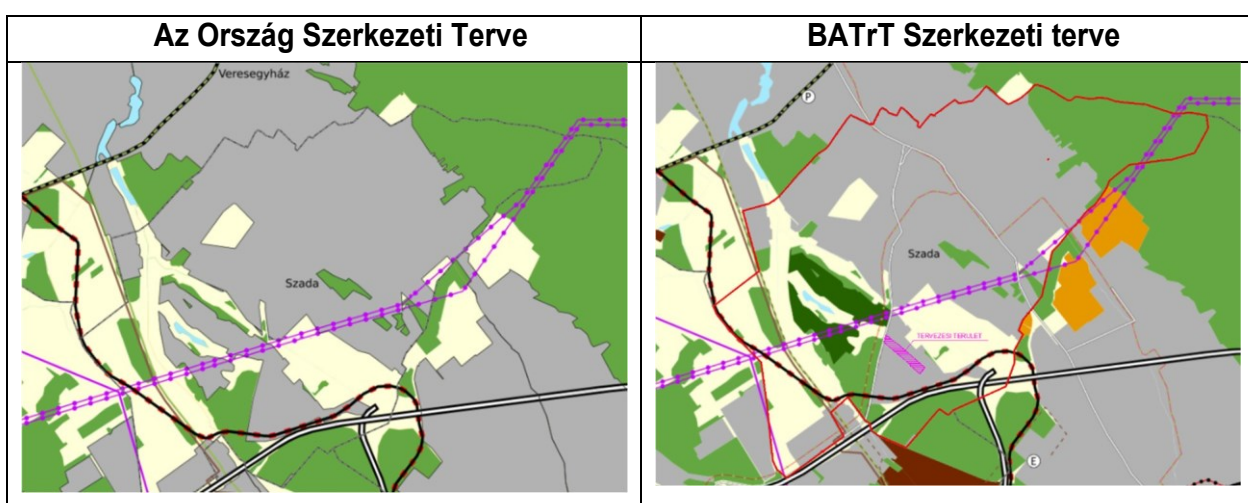 Az Ország Szerkezeti Terve
BATrT Szerkezeti terve
Veresegyház
Szada
P
Szada
TERVEZÉSI TERÜLET
E